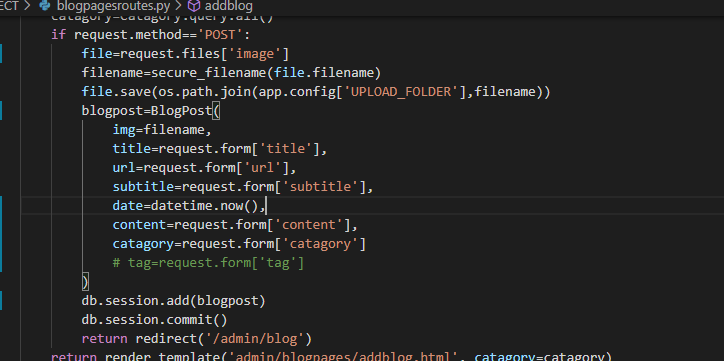 ECT > blogpagesroutes.py > addblog
catagory=Catagory.query.all()
if request.method=='POST':
file=request.files['image']
filename=secure_filename(file.filename)
file.save(os.path.join(app.config['UPLOAD_FOLDER'],filename))
blogpost=BlogPost(
img=filename,
title=request.form['title'],
url=request.form['url'],
subtitle=request.form['subtitle'],
date=datetime.now(),
content=request.form['content'],
catagory=request.form['catagory']
# tag=request.form['tag']
)
db.session.add(blogpost)
db.session.commit()
return redirect('/admin/blog')
return render_template('admin/blogpages/addblog.html', catagory=catagory)